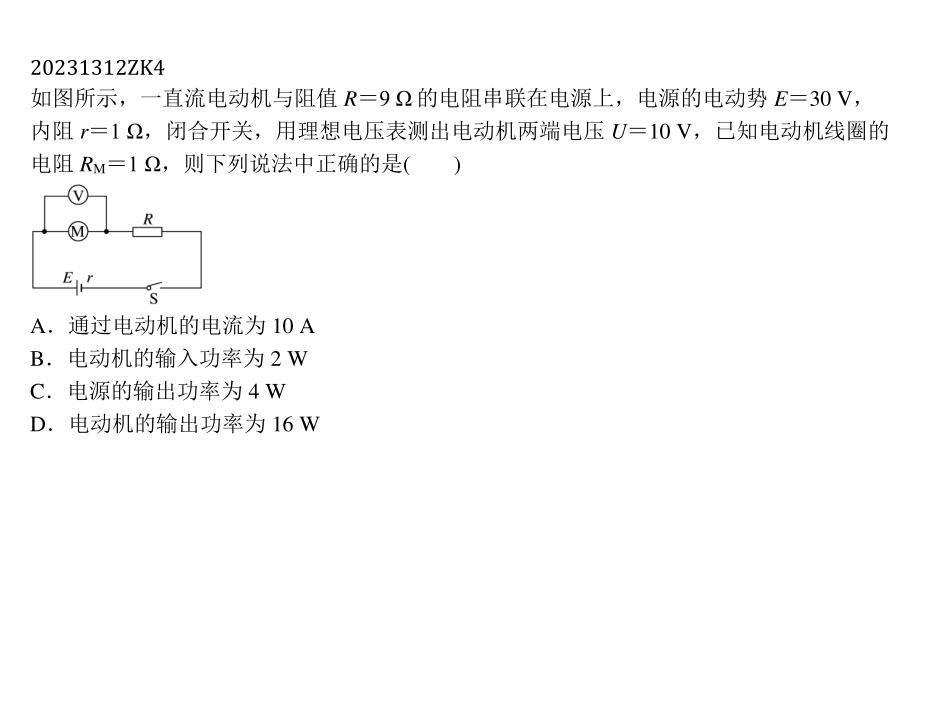 20231312ZK4
如图所示，一直流电动机与阻值 R＝9 Ω 的电阻串联在电源上，电源的电动势 E＝30 V，
内阻 r＝1 Ω，闭合开关，用理想电压表测出电动机两端电压 U＝10 V，已知电动机线圈的
电阻 RM＝1 Ω，则下列说法中正确的是(　　)
V
M
R
E r
S
A．通过电动机的电流为 10 A
B．电动机的输入功率为 2 W
C．电源的输出功率为 4 W
D．电动机的输出功率为 16 W